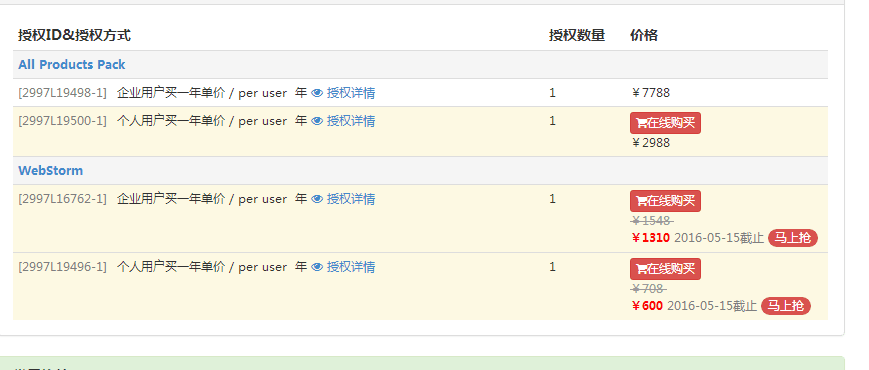 授权ID&授权方式 授权数量 价格
All Products Pack
[2997L19498-1] 企业用户买一年单价 / per user 年 授权详情 1 ￥7788
[2997L19500-1] 个人用户买一年单价 / per user 年 授权详情 1 在线购买
￥2988
WebStorm
[2997L16762-1] 企业用户买一年单价 / per user 年 授权详情 1 在线购买
￥1548
￥1310 2016-05-15截止 马上抢
[2997L19496-1] 个人用户买一年单价 / per user 年 授权详情 1 在线购买
￥708
￥600 2016-05-15截止 马上抢